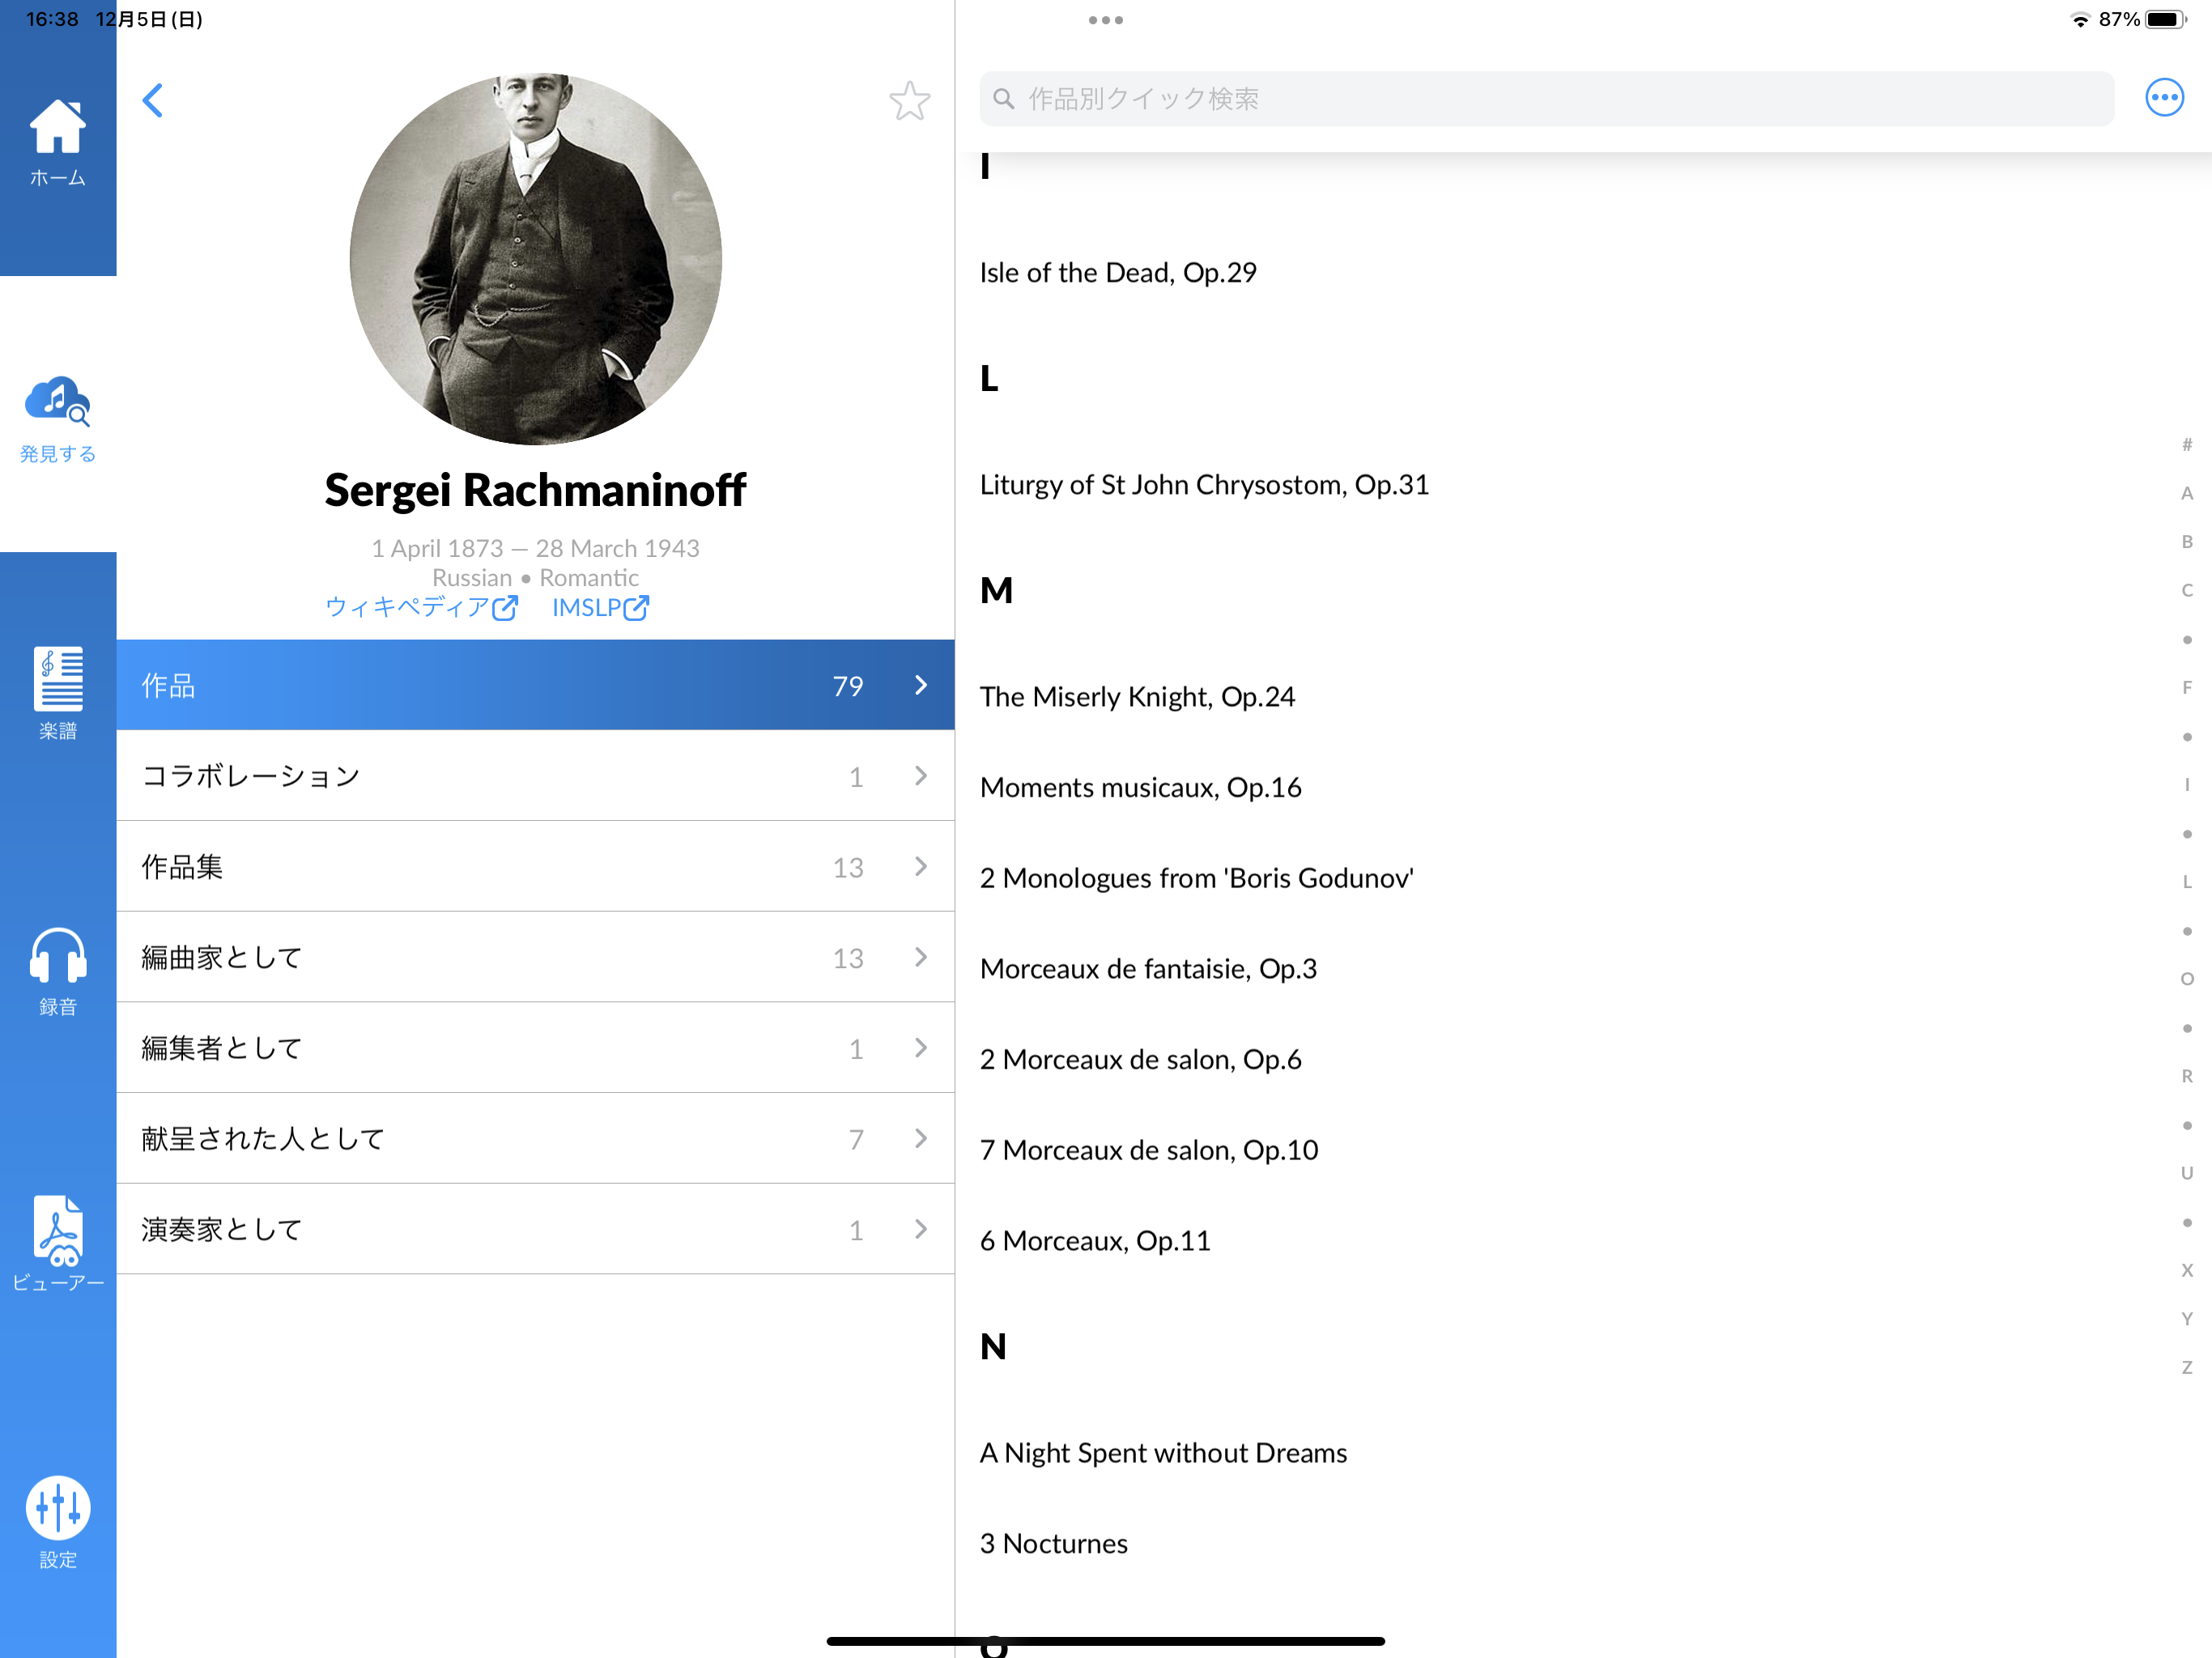 16:38 12月5日(日)
87%
ホーム
発見する
楽譜
録音
ビューアー
設定
Sergei Rachmaninoff
1 April 1873 — 28 March 1943
Russian • Romantic
ウィキペディア IMSLP
作品 79
コラボレーション 1
作品集 13
編曲家として 13
編集者として 1
献呈された人として 7
演奏家として 1
作品別クイック検索
I
Isle of the Dead, Op.29
L
Liturgy of St John Chrysostom, Op.31
M
The Miserly Knight, Op.24
Moments musicaux, Op.16
2 Monologues from 'Boris Godunov'
Morceaux de fantaisie, Op.3
2 Morceaux de salon, Op.6
7 Morceaux de salon, Op.10
6 Morceaux, Op.11
N
A Night Spent without Dreams
3 Nocturnes
O
#
A
B
C
•
F
•
I
•
L
•
O
•
R
•
U
•
X
Y
Z